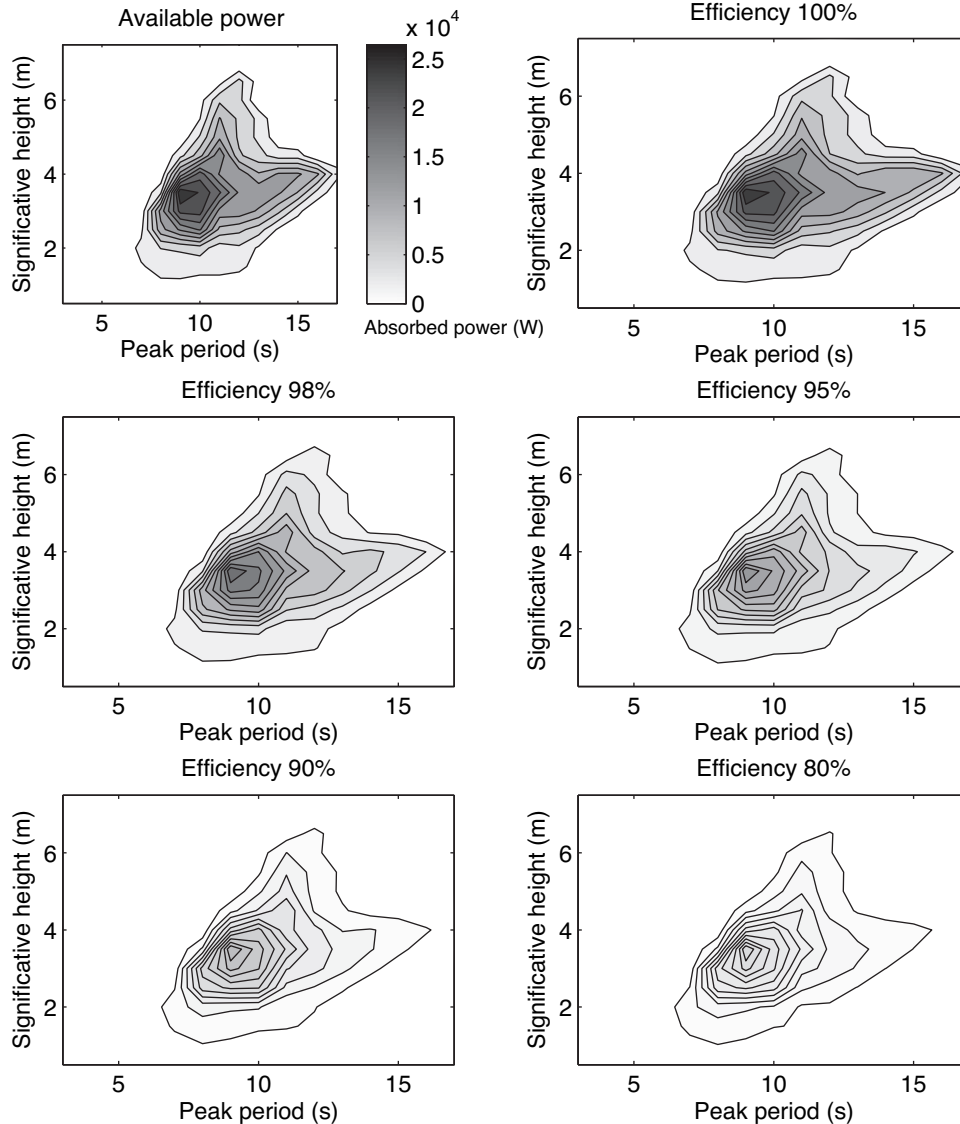 Available power
x 10^4
Significative height (m)
6
4
2
5 10 15
Peak period (s)
2.5
2
1.5
1
0.5
0
Absorbed power (W)
Efficiency 100%
Significative height (m)
6
4
2
5 10 15
Peak period (s)
Efficiency 98%
Significative height (m)
6
4
2
5 10 15
Peak period (s)
Efficiency 95%
Significative height (m)
6
4
2
5 10 15
Peak period (s)
Efficiency 90%
Significative height (m)
6
4
2
5 10 15
Peak period (s)
Efficiency 80%
Significative height (m)
6
4
2
5 10 15
Peak period (s)